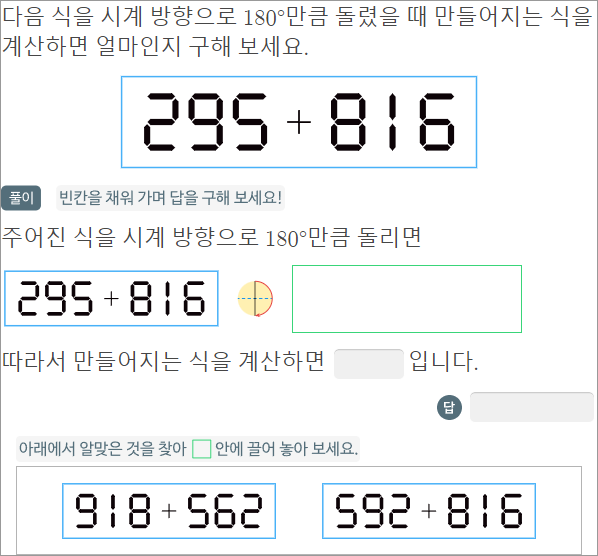 다음 식을 시계 방향으로 180°만큼 돌렸을 때 만들어지는 식을
계산하면 얼마인지 구해 보세요.
295 + 816
풀이 빈칸을 채워 가며 답을 구해 보세요!
주어진 식을 시계 방향으로 180°만큼 돌리면
295 + 816
따라서 만들어지는 식을 계산하면 입니다.
답
아래에서 알맞은 것을 찾아 안에 끌어 놓아 보세요.
918 + 562 592 + 816